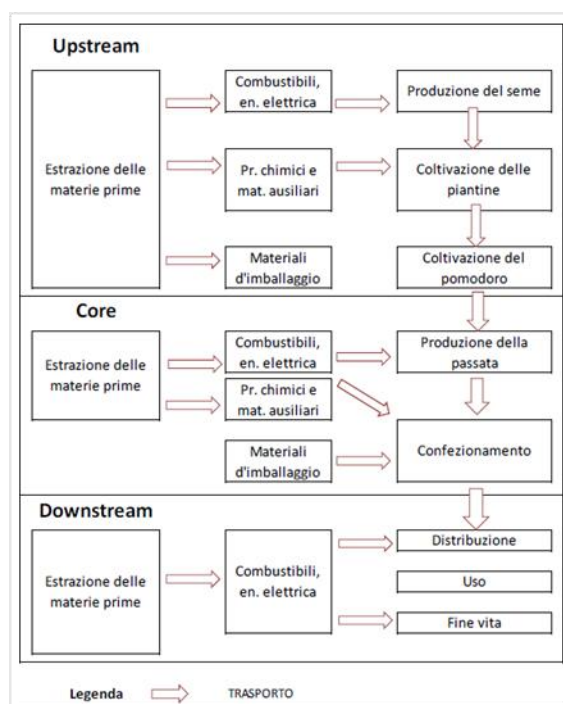 Upstream
Combustibili,
en. elettrica
Produzione del seme
Estrazione delle
materie prime
Pr. chimici e
mat. ausiliari
Coltivazione delle
piantine
Materiali
d'imballaggio
Coltivazione del
pomodoro
Core
Estrazione delle
materie prime
Combustibili,
en. elettrica
Produzione della
passata
Pr. chimici e
mat. ausiliari
Materiali
d'imballaggio
Confezionamento
Downstream
Estrazione delle
materie prime
Combustibili,
en. elettrica
Distribuzione
Uso
Fine vita
Legenda
TRASPORTO